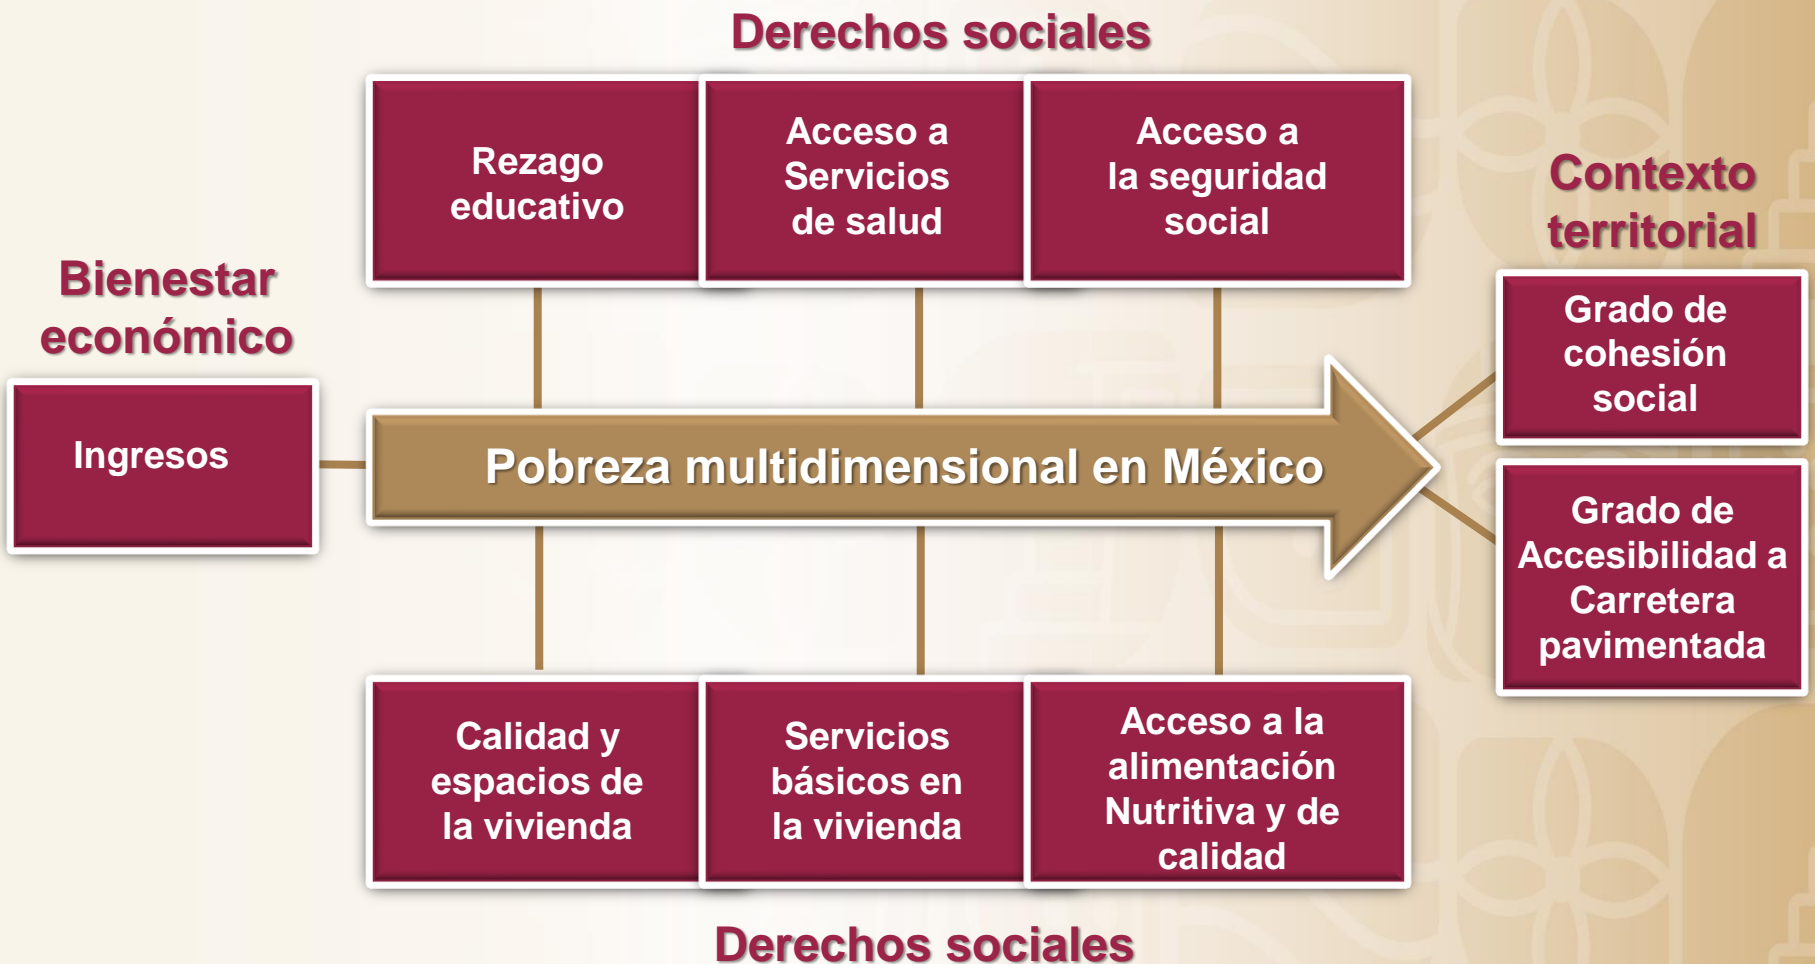 Derechos sociales
Rezago
educativo
Acceso a
Servicios
de salud
Acceso a
la seguridad
social
Bienestar
económico
Ingresos
Pobreza multidimensional en México
Contexto
territorial
Grado de
cohesión
social
Grado de
Accesibilidad a
Carretera
pavimentada
Calidad y
espacios de
la vivienda
Servicios
básicos en
la vivienda
Acceso a la
alimentación
Nutritiva y de
calidad
Derechos sociales